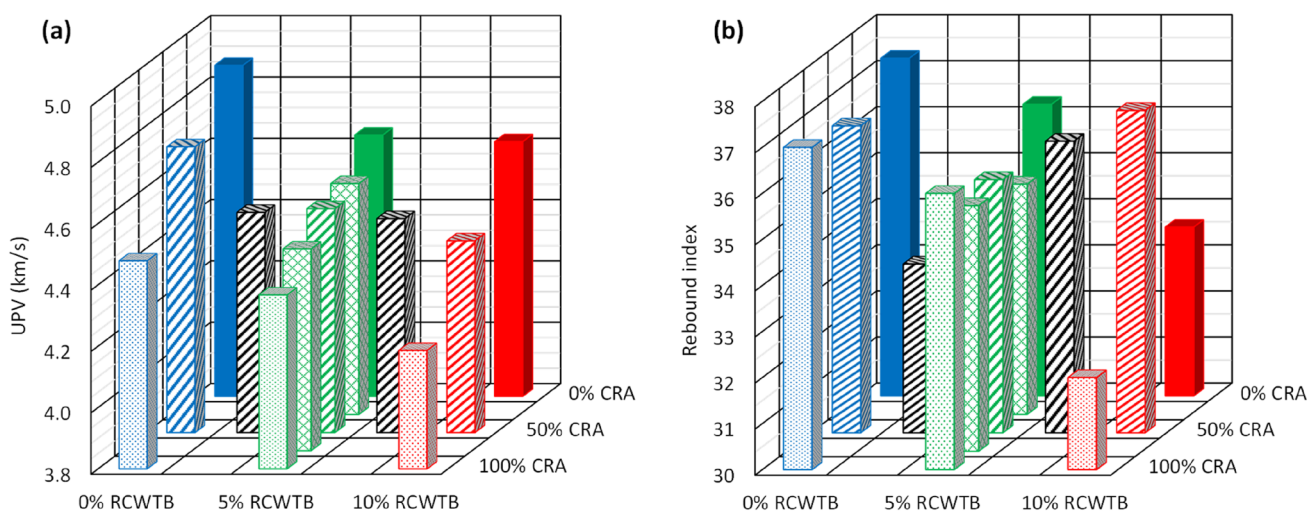 (a)
5.0
4.8
4.6
4.4
4.2
4.0
3.8
UPV (km/s)
0% RCWTB
5% RCWTB
10% RCWTB
100% CRA
50% CRA
0% CRA
(b)
38
37
36
35
34
33
32
31
30
Rebound index
0% RCWTB
5% RCWTB
10% RCWTB
100% CRA
50% CRA
0% CRA